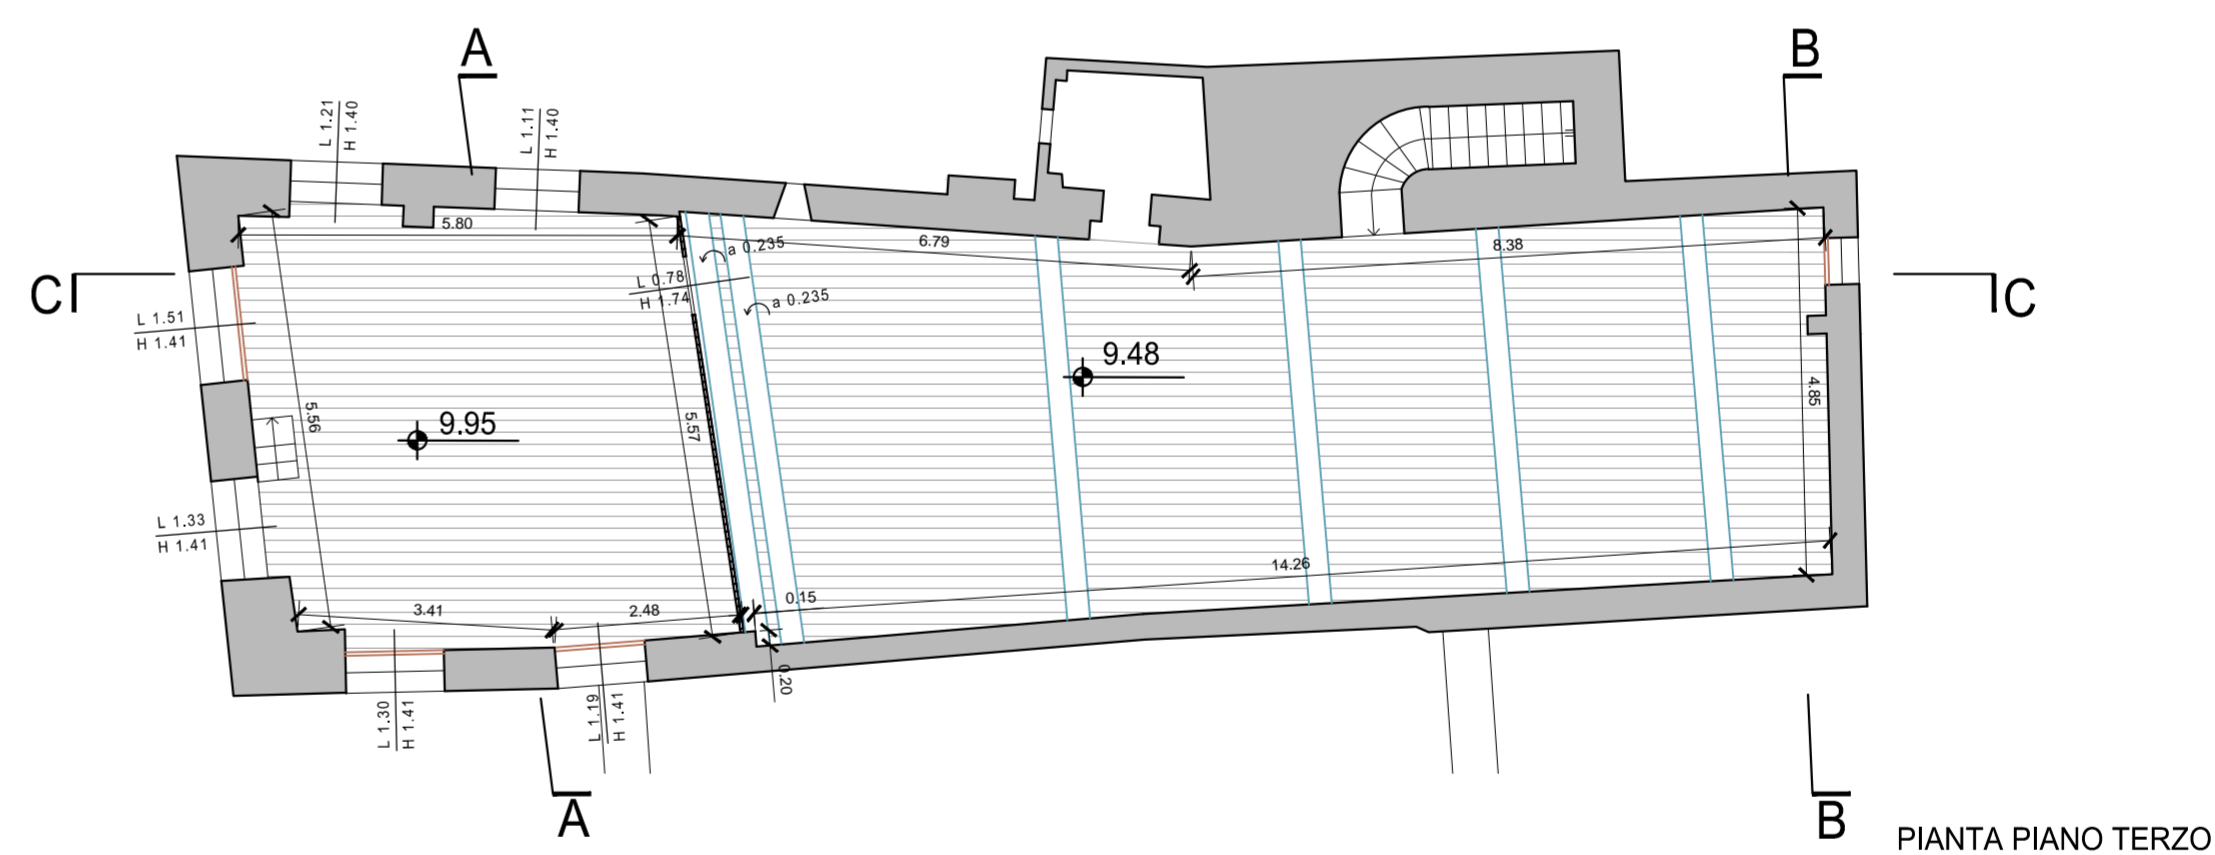 A
B
L 1.21
H 1.40
L 1.11
H 1.40
5.80
a 0.235
6.79
8.38
C
C
L 0.78
H 1.74
a 0.235
L 1.51
H 1.41
9.48
4.85
5.56
9.95
5.57
L 1.33
H 1.41
14.26
3.41
2.48
0.15
0.20
L 1.30
H 1.41
L 1.19
H 1.41
A
B
PIANTA PIANO TERZO